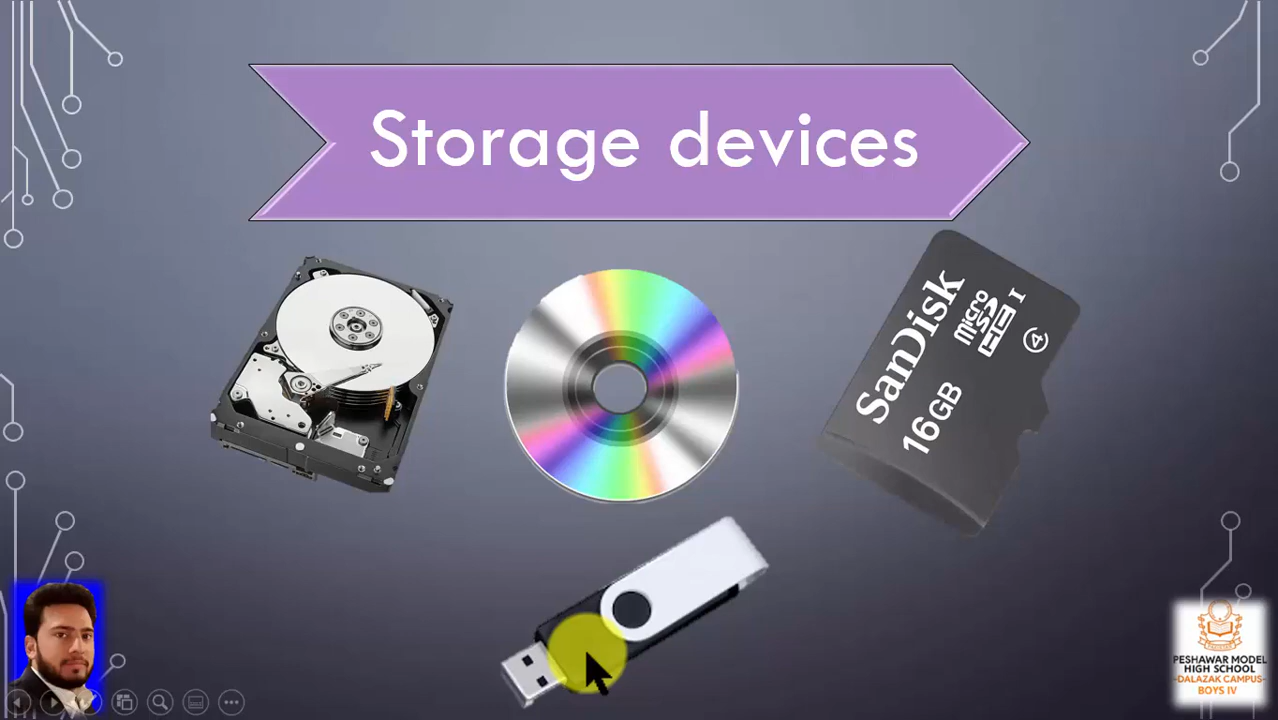 Storage devices
SanDisk
micro
SD
HC I
4
16GB
PESHAWAR MODEL
HIGH SCHOOL
-DALAZAK CAMPUS-
BOYS IV